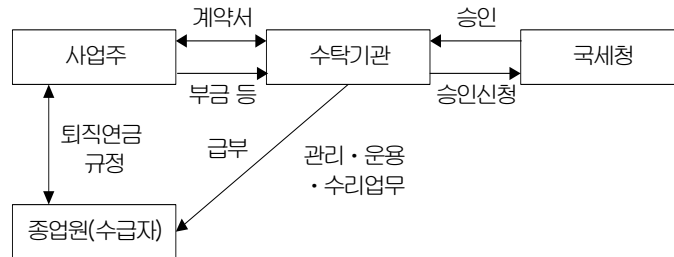 계약서
승인
사업주
수탁기관
국세청
부금 등
승인신청
퇴직연금
규정
급부
관리・운용
・수리업무
종업원(수급자)